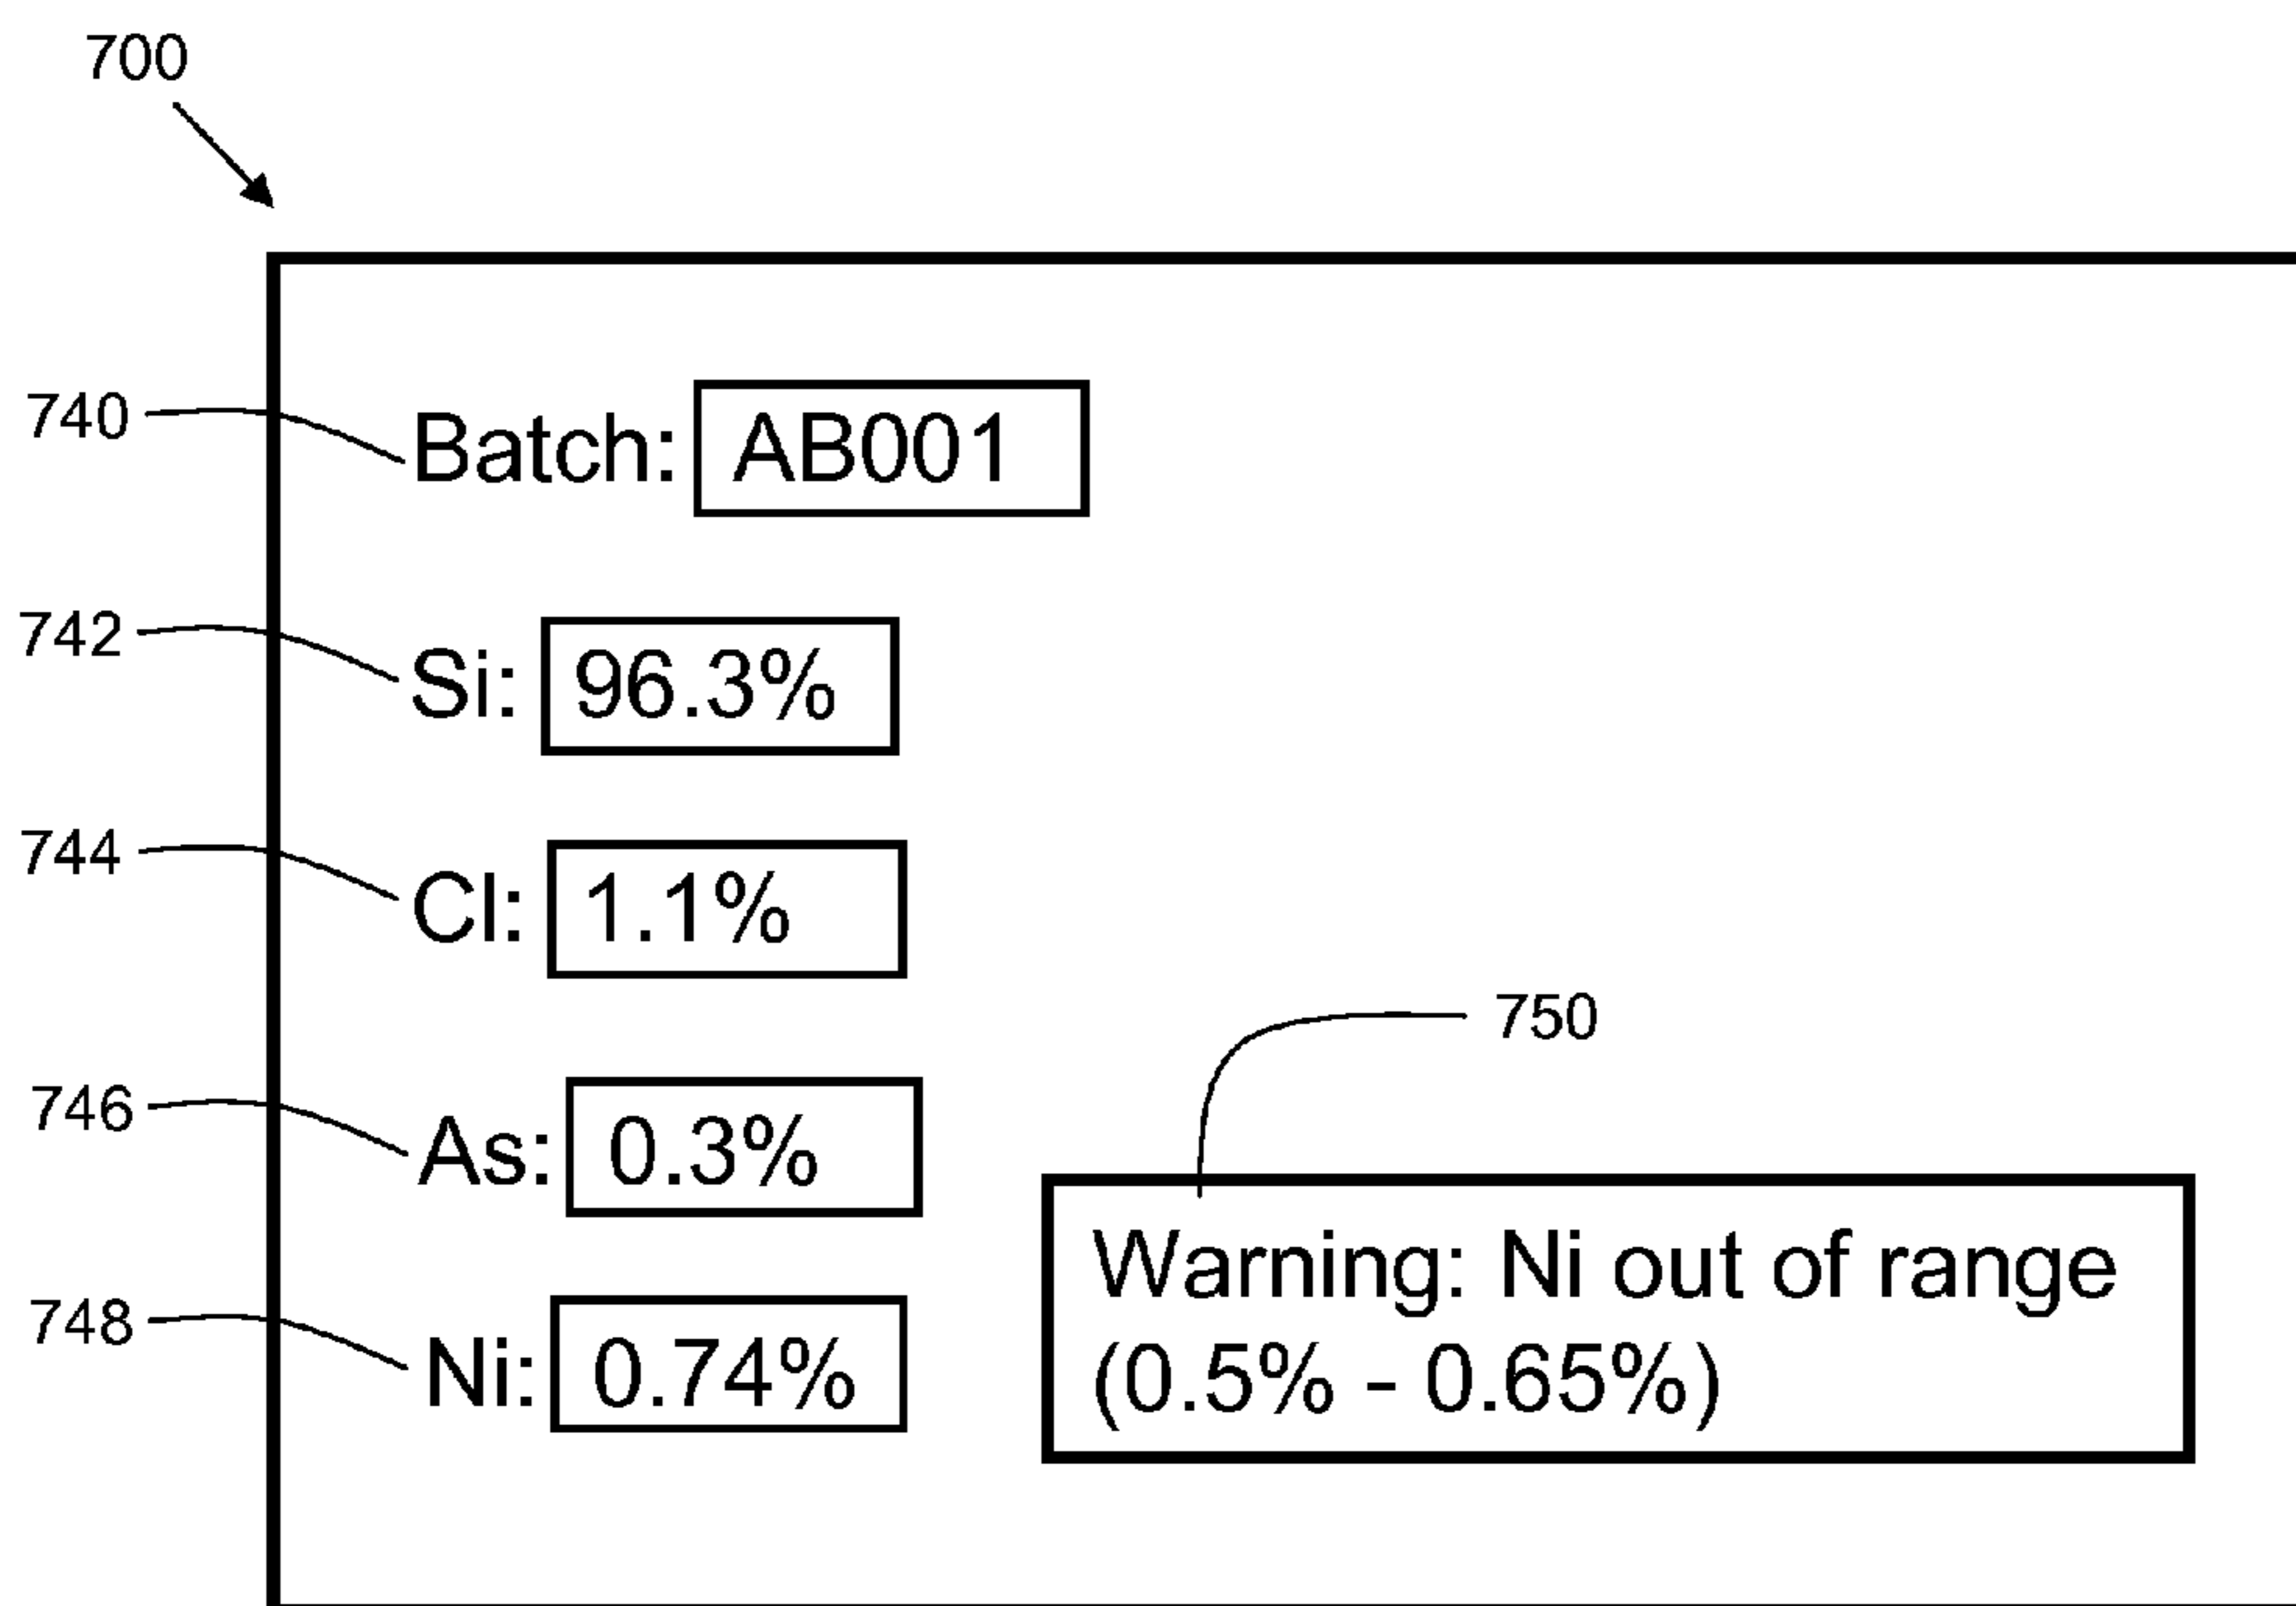 700
740 Batch: AB001
742 Si: 96.3%
744 Cl: 1.1%
750
746 As: 0.3%
Warning: Ni out of range
748 Ni: 0.74% (0.5% - 0.65%)